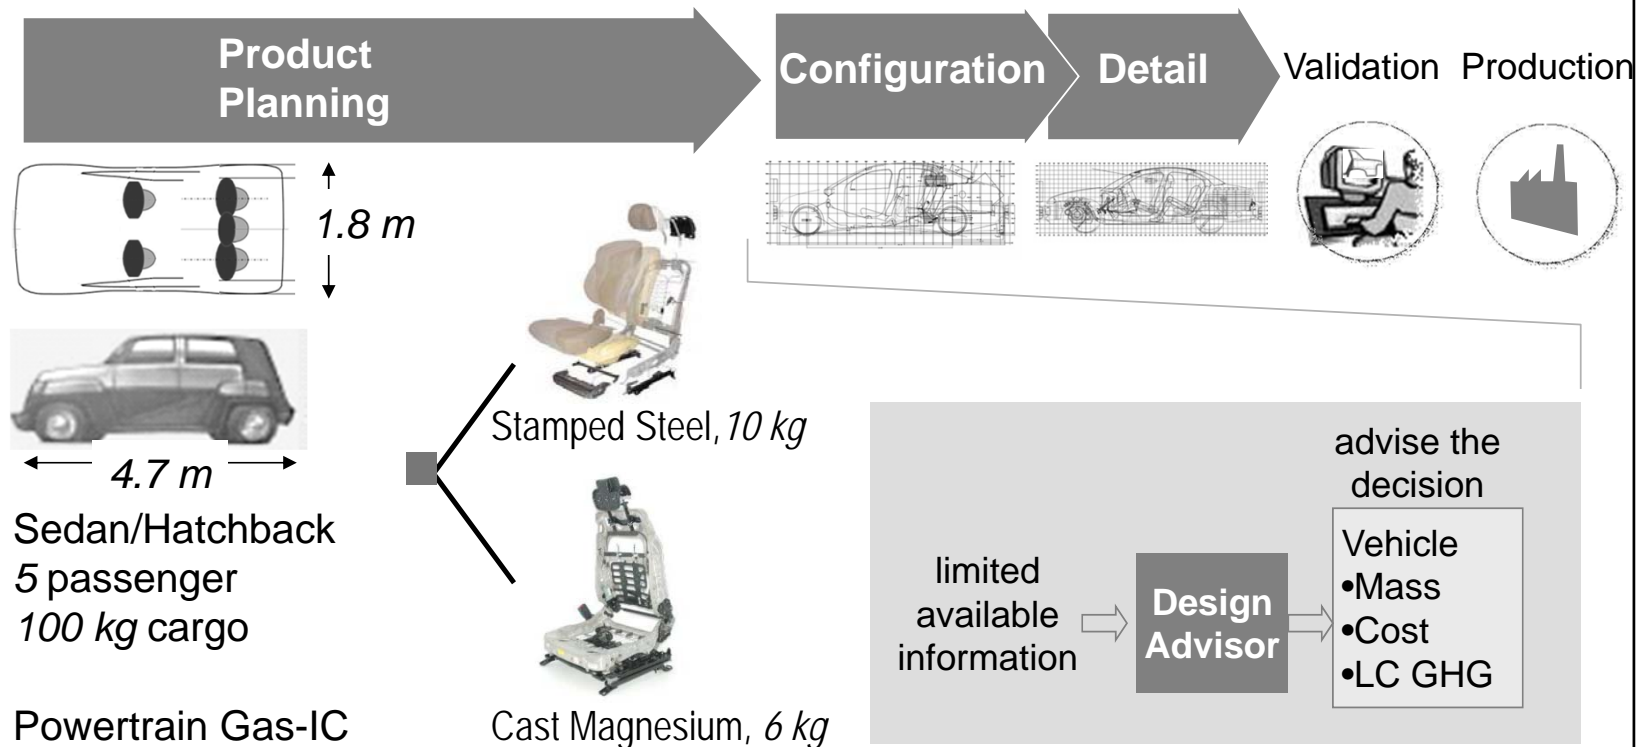 Product
Planning
Configuration
Detail
Validation
Production
1.8 m
4.7 m
Sedan/Hatchback
5 passenger
100 kg cargo
Powertrain Gas-IC
Stamped Steel, 10 kg
Cast Magnesium, 6 kg
limited
available
information
Design
Advisor
advise the
decision
Vehicle
•Mass
•Cost
•LC GHG